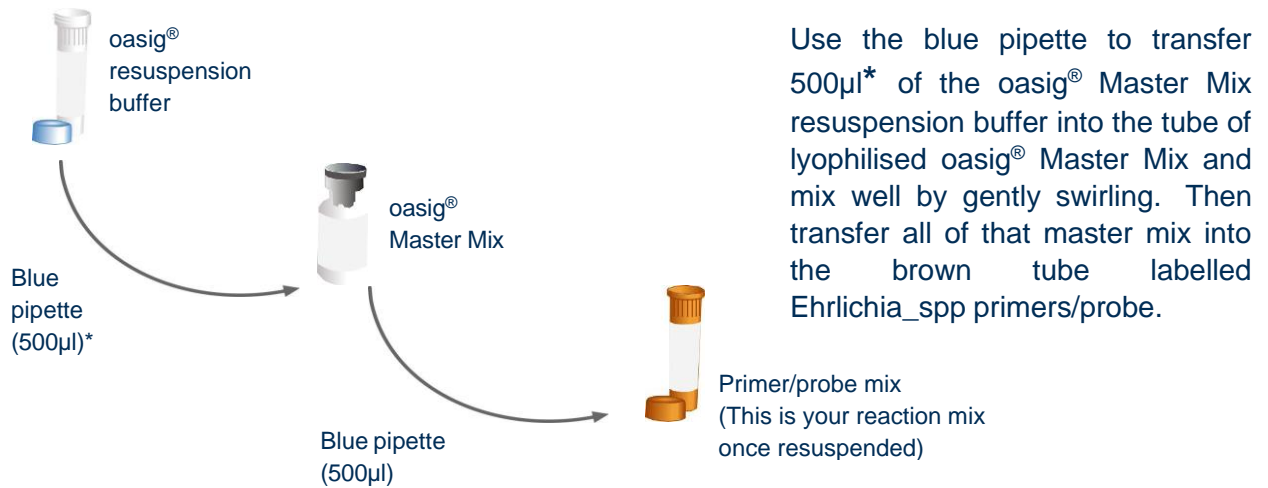 oasig®
resuspension
buffer
Use the blue pipette to transfer
500µl* of the oasig® Master Mix
resuspension buffer into the tube of
lyophilised oasig® Master Mix and
mix well by gently swirling. Then
transfer all of that master mix into
the brown tube labelled
Ehrlichia_spp primers/probe.
oasig®
Master Mix
Blue
pipette
(500µl)*
Primer/probe mix
(This is your reaction mix
once resuspended)
Blue pipette
(500µl)